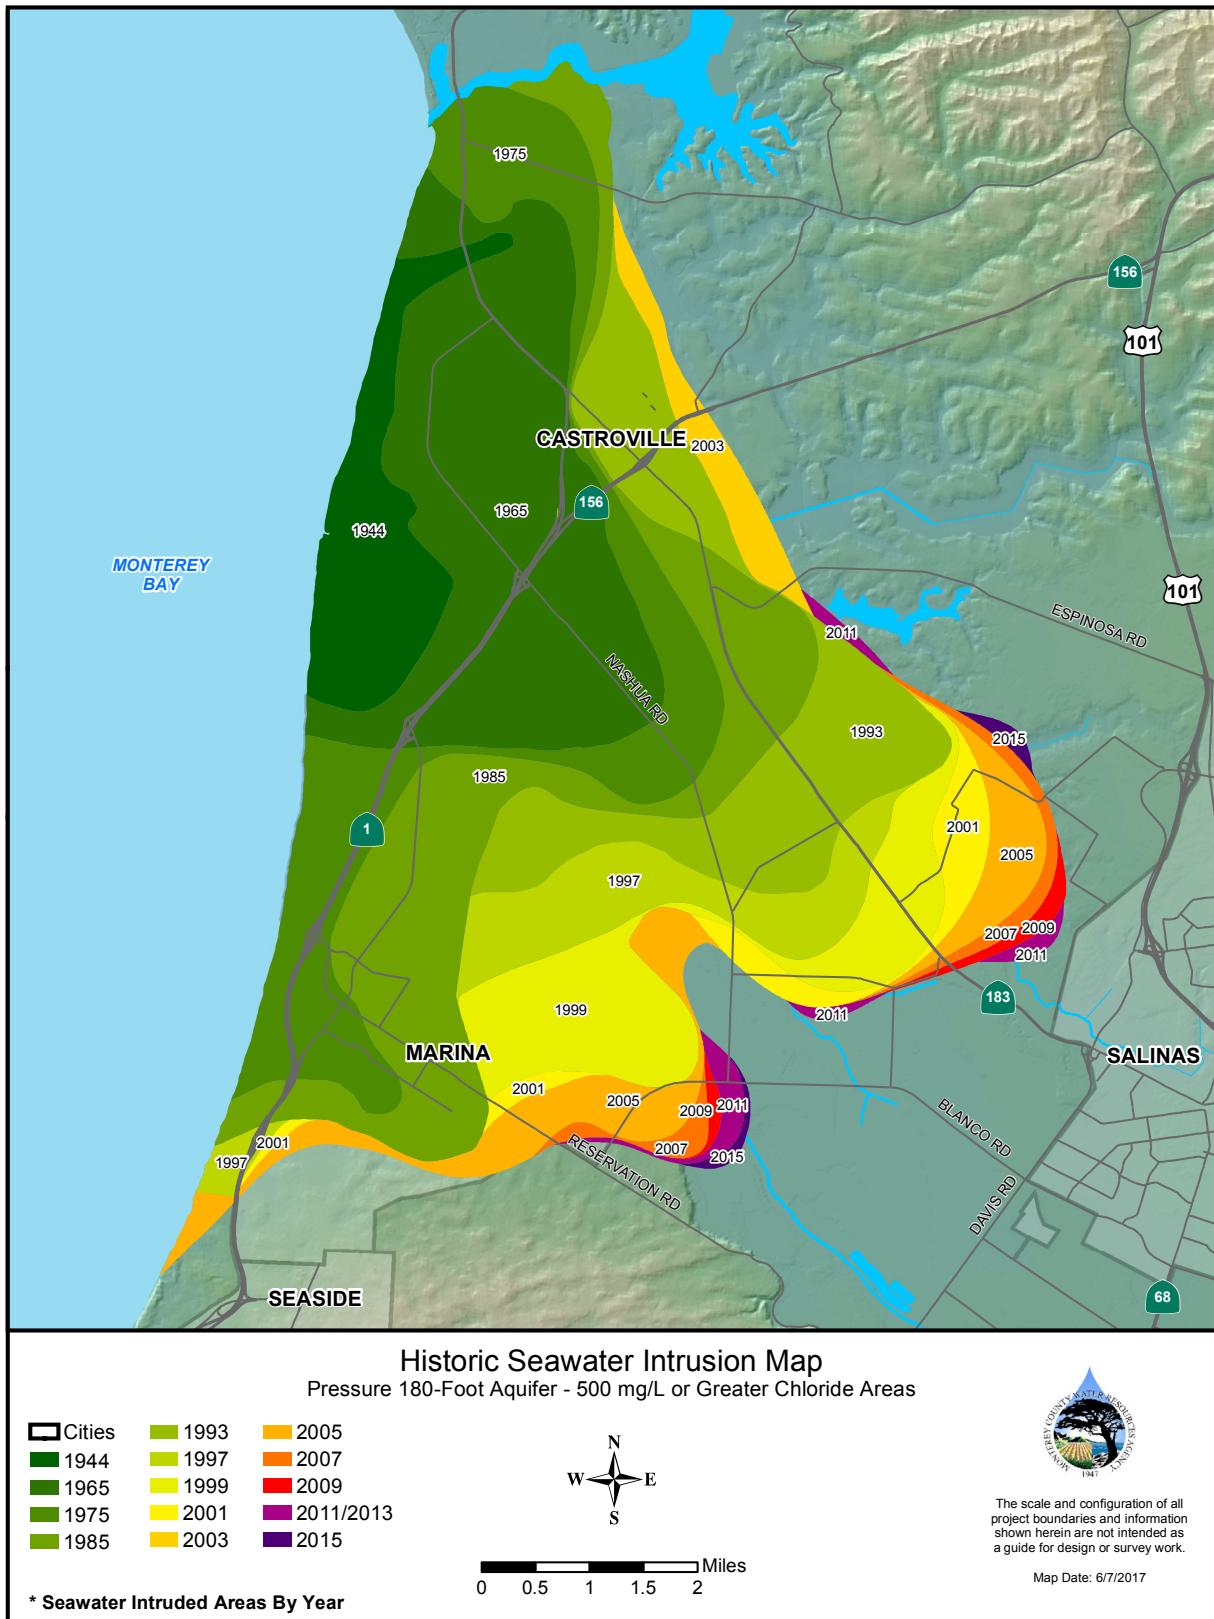 1975
156
101
CASTROVILLE
2003
156
1965
1944
MONTEREY
BAY
101
ESPINOSA RD
2011
NASHUA RD
1993
2015
1985
1
2001
2005
1997
2009
2007
2011
183
1999
2011
MARINA
SALINAS
2001
2005
2009
2011
BLANCO RD
2001
2007
2015
1997
RESERVATION RD
DAVIS RD
SEASIDE
68
Historic Seawater Intrusion Map
Pressure 180-Foot Aquifer - 500 mg/L or Greater Chloride Areas
Cities
1944
1965
1975
1985
1993
1997
1999
2001
2003
2005
2007
2009
2011/2013
2015
N
W E
S
Miles
0 0.5 1 1.5 2
* Seawater Intruded Areas By Year
MONTEREY COUNTY WATER RESOURCES AGENCY
1947
The scale and configuration of all
project boundaries and information
shown herein are not intended as
a guide for design or survey work.
Map Date: 6/7/2017